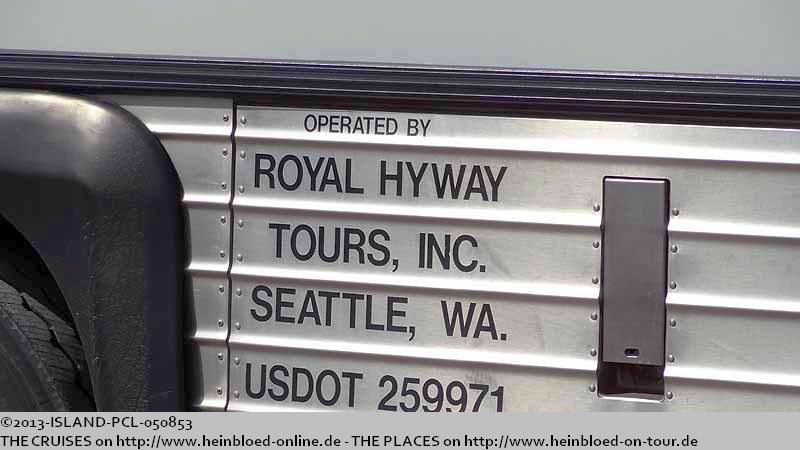 OPERATED BY
ROYAL HYWAY
TOURS, INC.
SEATTLE, WA.
USDOT 259971
©2013-ISLAND-PCL-050853
THE CRUISES on http://www.heinbloed-online.de - THE PLACES on http://www.heinbloed-on-tour.de